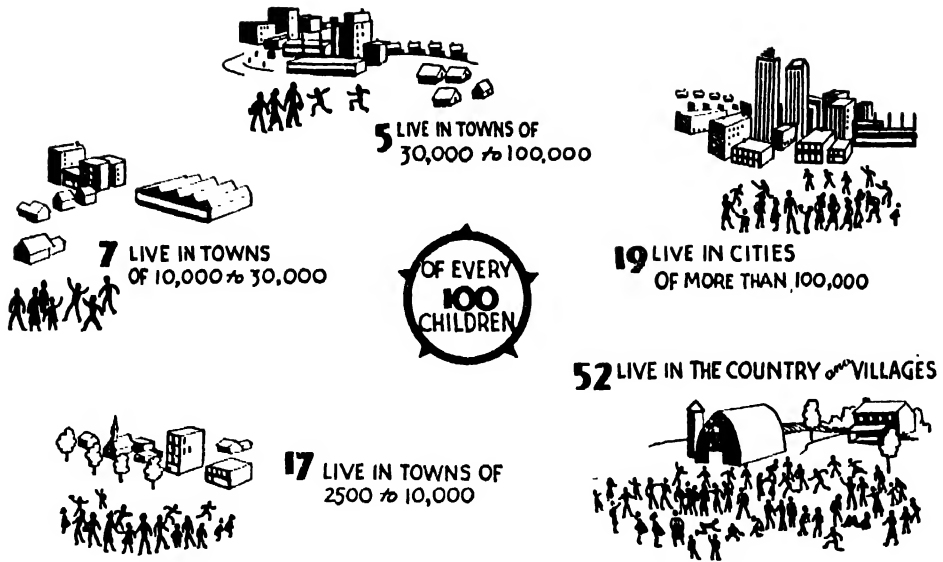 OF EVERY
100
CHILDREN
5 LIVE IN TOWNS OF
30,000 to 100,000
7 LIVE IN TOWNS
OF 10,000 to 30,000
19 LIVE IN CITIES
OF MORE THAN 100,000
52 LIVE IN THE COUNTRY and VILLAGES
17 LIVE IN TOWNS OF
2500 to 10,000